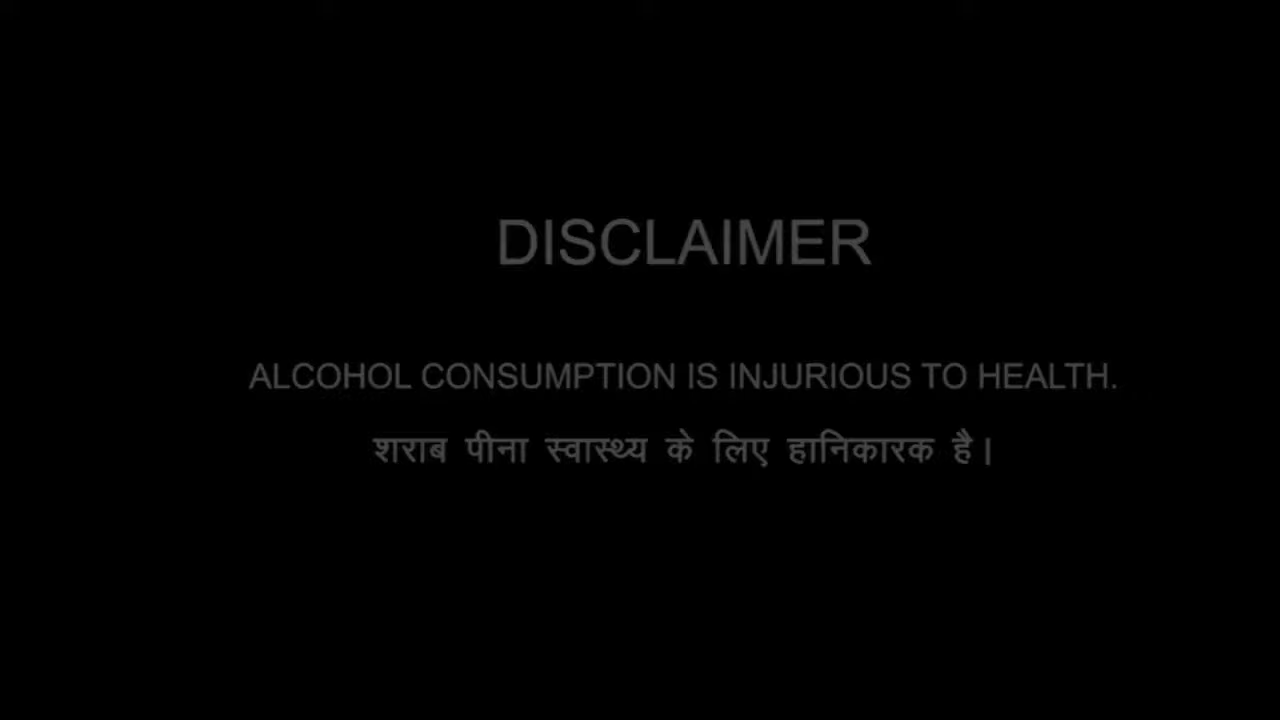 DISCLAIMER
ALCOHOL CONSUMPTION IS INJURIOUS TO HEALTH.
शराब पीना स्वास्थ्य के लिए हानिकारक है।